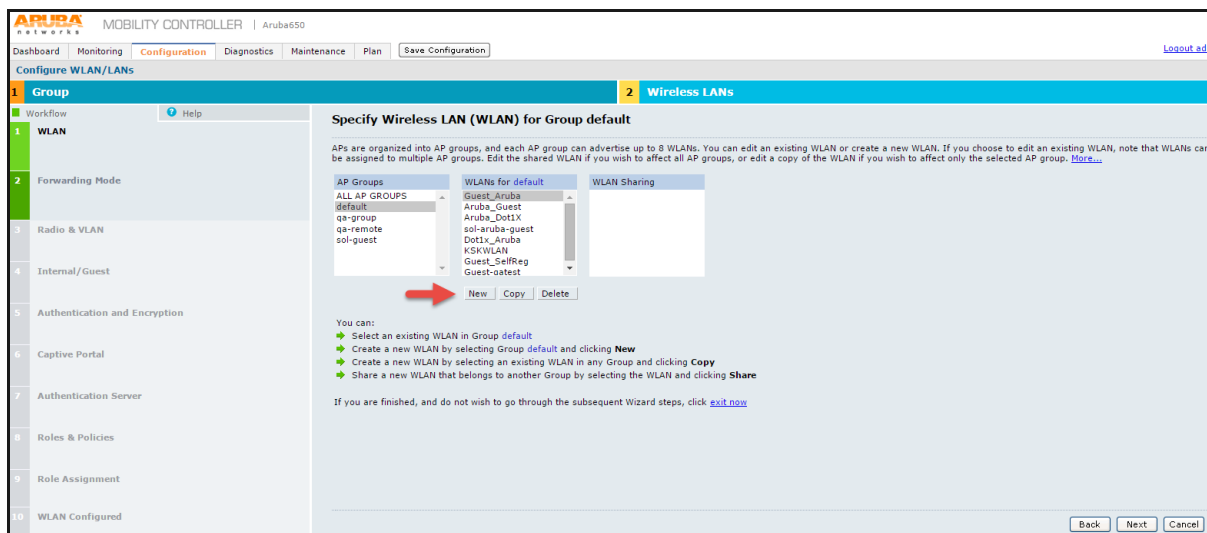 ARUBA networks MOBILITY CONTROLLER | Aruba650
Dashboard Monitoring Configuration Diagnostics Maintenance Plan Save Configuration Logout ad
Configure WLAN/LANs
1 Group 2 Wireless LANs
Workflow ? Help
1 WLAN
2 Forwarding Mode
3 Radio & VLAN
4 Internal/Guest
5 Authentication and Encryption
6 Captive Portal
7 Authentication Server
8 Roles & Policies
9 Role Assignment
10 WLAN Configured
Specify Wireless LAN (WLAN) for Group default
APs are organized into AP groups, and each AP group can advertise up to 8 WLANs. You can edit an existing WLAN or create a new WLAN. If you choose to edit an existing WLAN, note that WLANs can
be assigned to multiple AP groups. Edit the shared WLAN if you wish to affect all AP groups, or edit a copy of the WLAN if you wish to affect only the selected AP group. More...
AP Groups
ALL AP GROUPS
default
qa-group
qa-remote
sol-guest
WLANs for default
Guest_Aruba
Aruba_Guest
Aruba_Dot1X
sol-aruba-guest
Dot1x_Aruba
KSKWLAN
Guest_SelfReg
Guest-qatest
WLAN Sharing
New Copy Delete
You can:
Select an existing WLAN in Group default
Create a new WLAN by selecting Group default and clicking New
Create a new WLAN by selecting an existing WLAN in any Group and clicking Copy
Share a new WLAN that belongs to another Group by selecting the WLAN and clicking Share
If you are finished, and do not wish to go through the subsequent Wizard steps, click exit now
Back Next Cancel